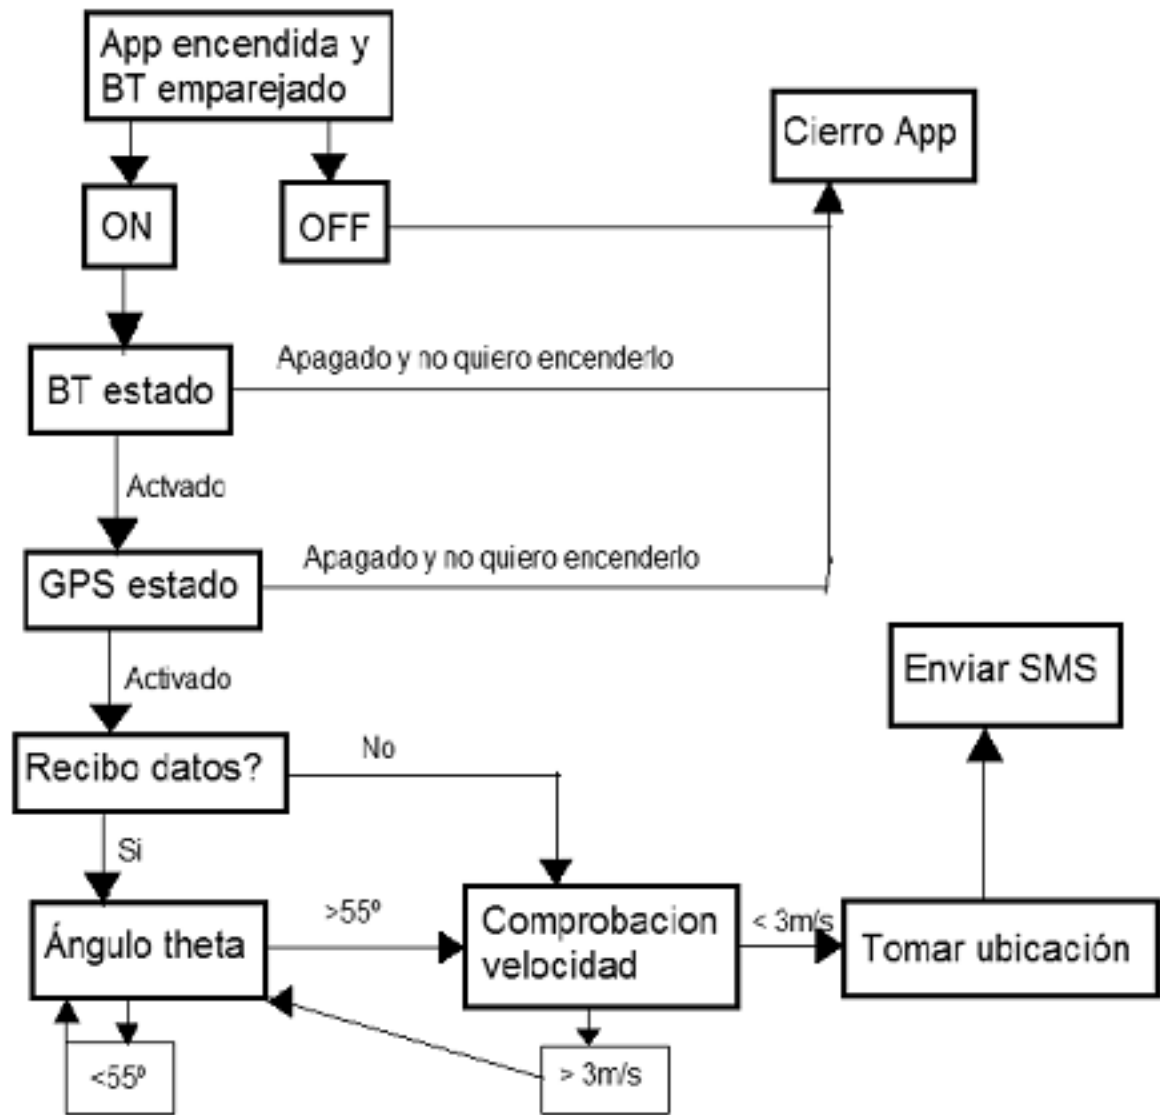 App encendida y
BT emparejado
Cierro App
ON
OFF
Apagado y no quiero encenderlo
BT estado
Actvado
Apagado y no quiero encenderlo
GPS estado
Activado
Enviar SMS
Recibo datos?
No
Si
Ángulo theta
>55º
Comprobacion
velocidad
< 3m/s
Tomar ubicación
<55º
> 3m/s